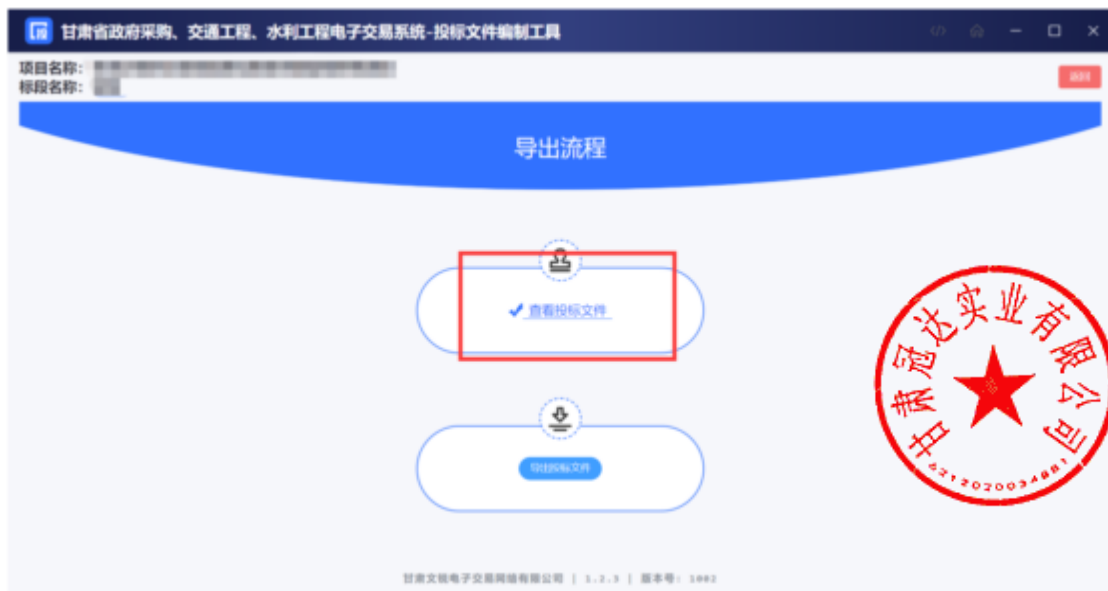 甘肃省政府采购、交通工程、水利工程电子交易系统-投标文件编制工具
项目名称：
标段名称：
返回
导出流程
查看投标文件
导出投标文件
甘肃冠达实业有限公司
6212020034881
甘肃文锐电子交易网络有限公司 | 1.2.3 | 版本号: 1002